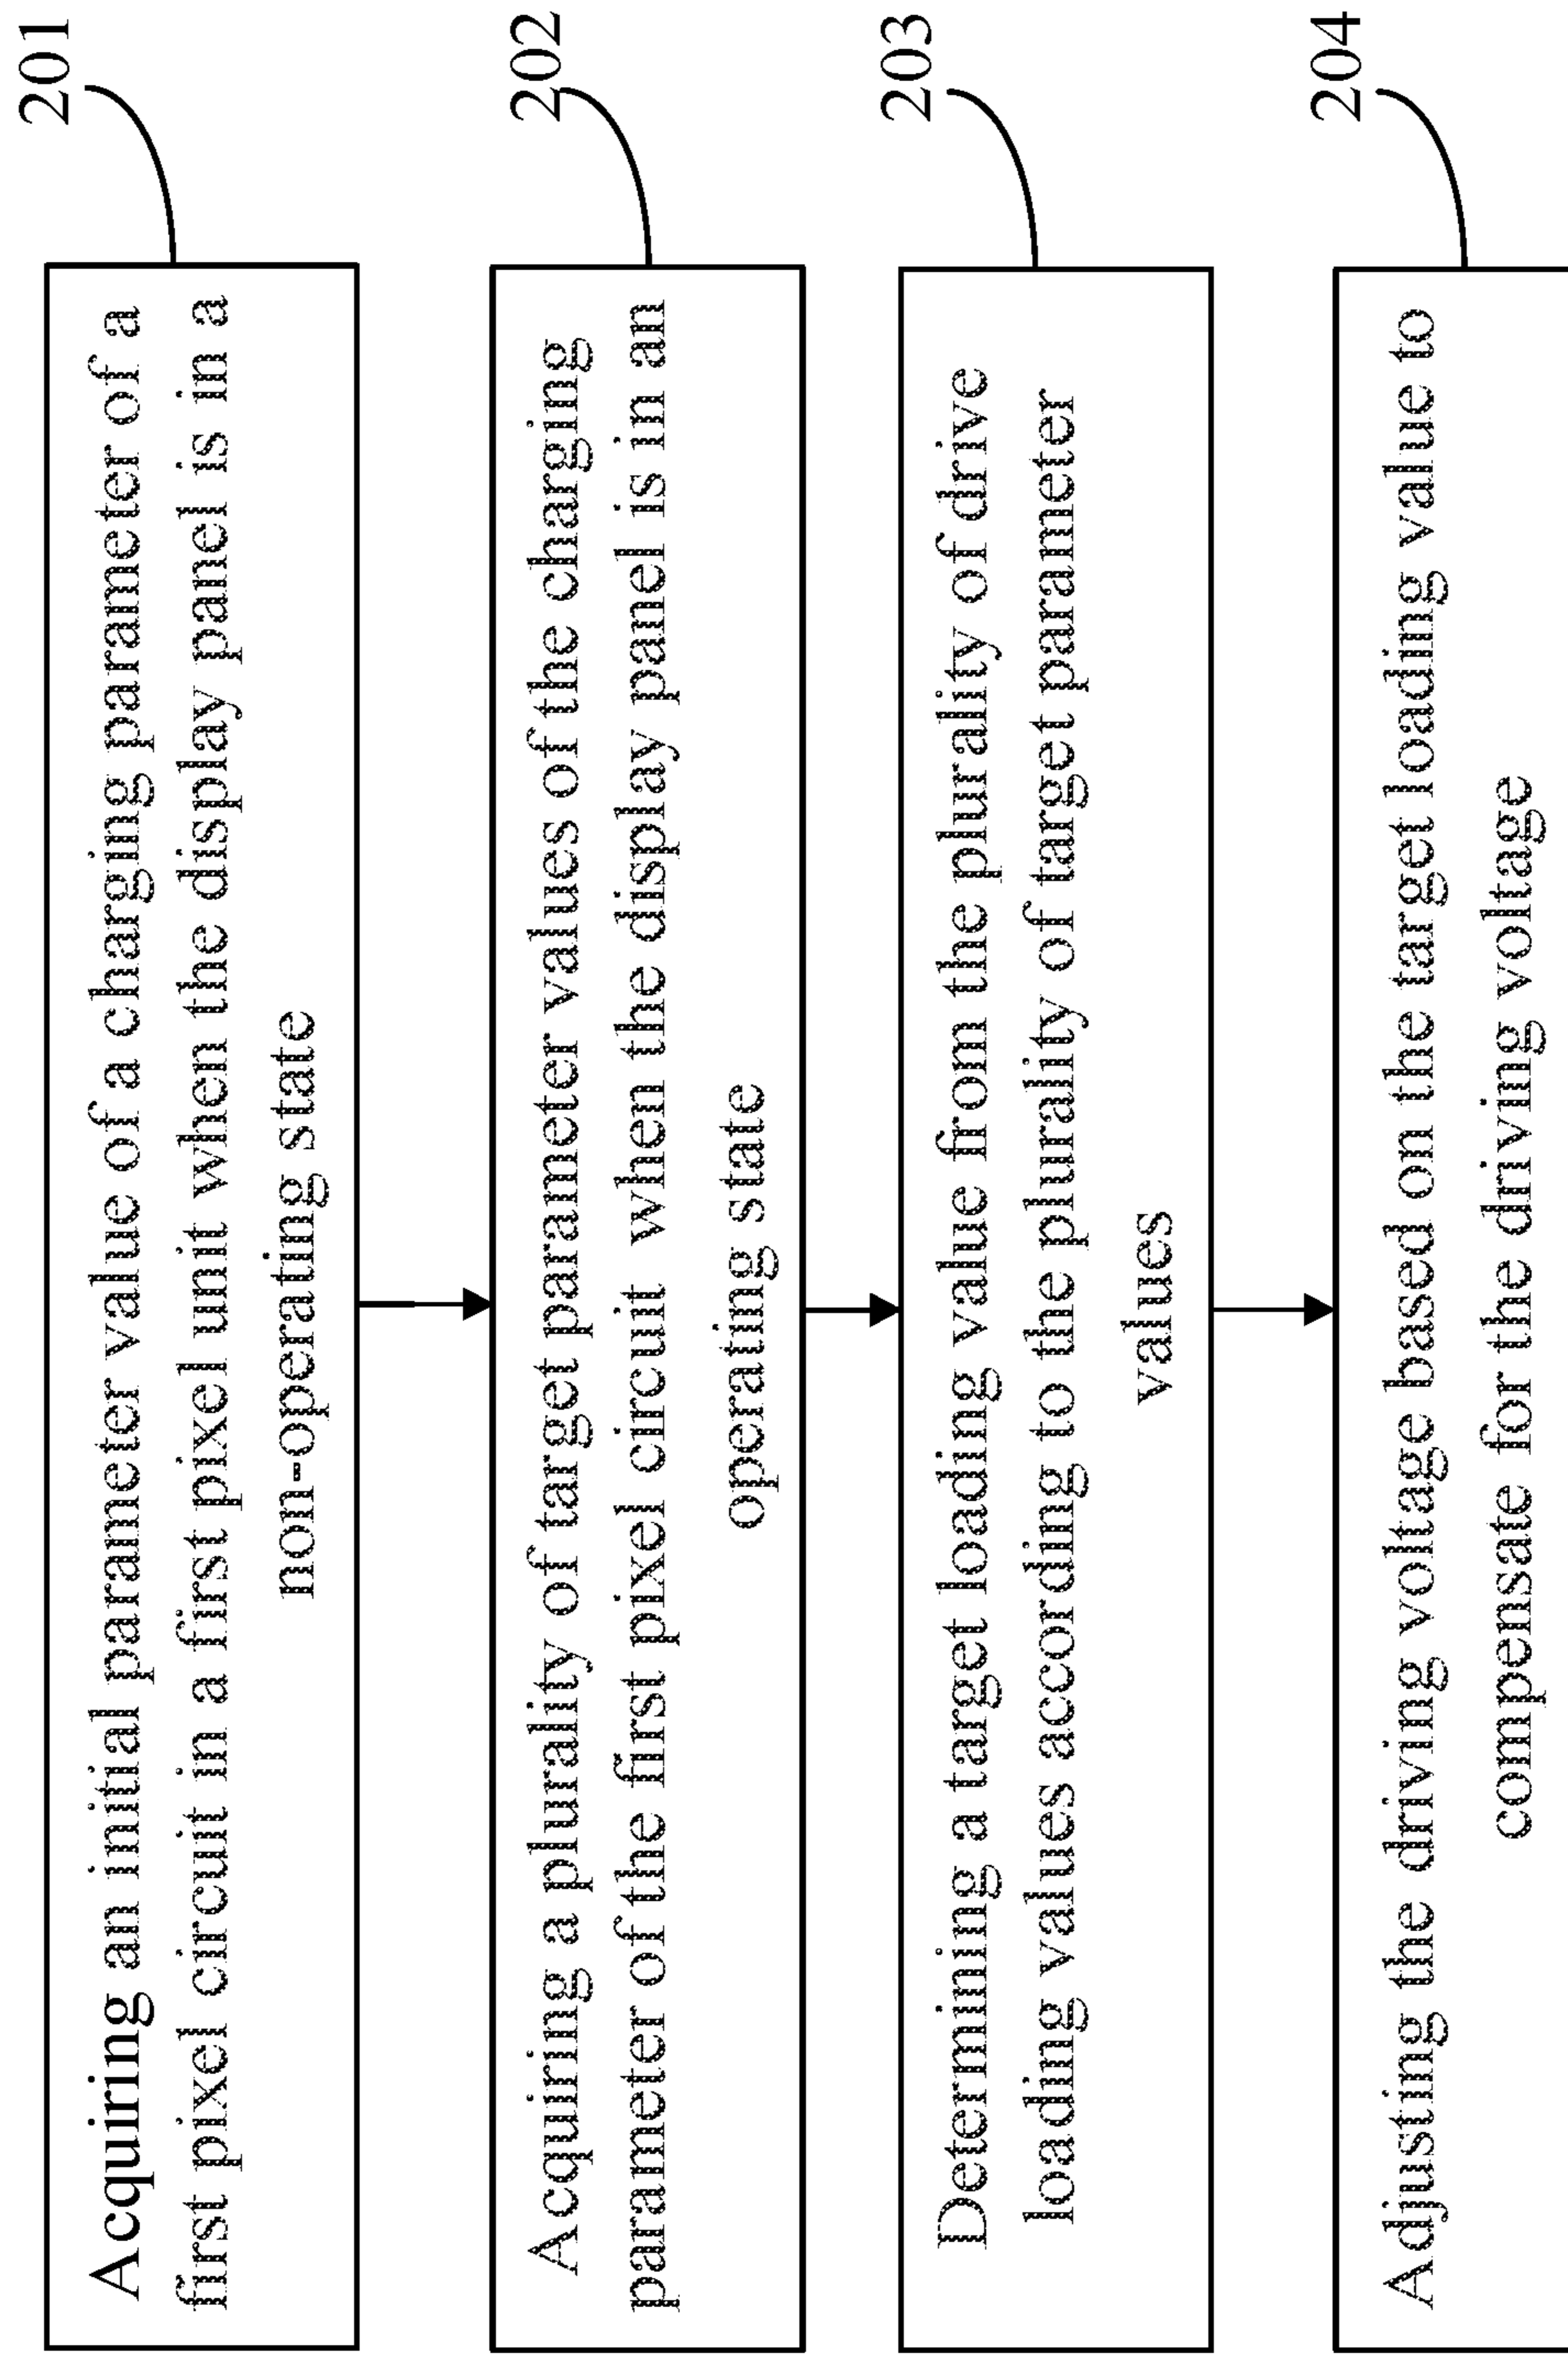 201
Acquiring an initial parameter value of a charging parameter of a
first pixel circuit in a first pixel unit when the display panel is in a
non-operating state
202
Acquiring a plurality of target parameter values of the charging
parameter of the first pixel circuit when the display panel is in an
operating state
203
Determining a target loading value from the plurality of drive
loading values according to the plurality of target parameter
values
204
Adjusting the driving voltage based on the target loading value to
compensate for the driving voltage